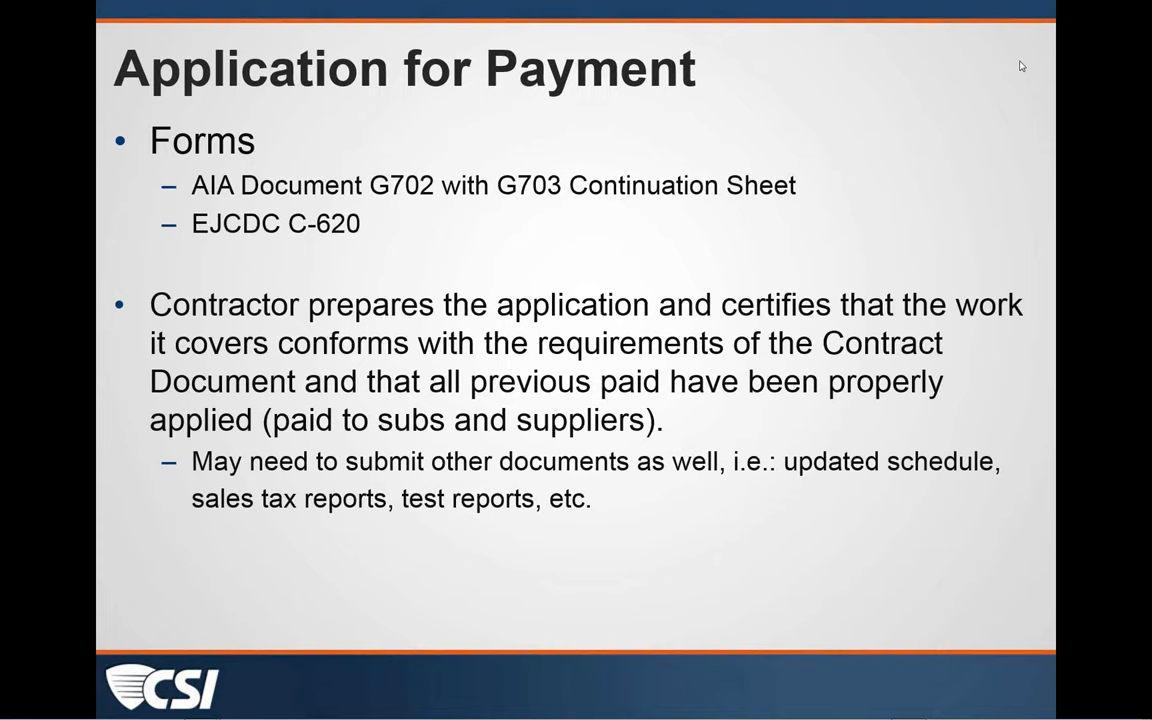 Application for Payment
• Forms
– AIA Document G702 with G703 Continuation Sheet
– EJCDC C-620
• Contractor prepares the application and certifies that the work
it covers conforms with the requirements of the Contract
Document and that all previous paid have been properly
applied (paid to subs and suppliers).
– May need to submit other documents as well, i.e.: updated schedule,
sales tax reports, test reports, etc.
CSI